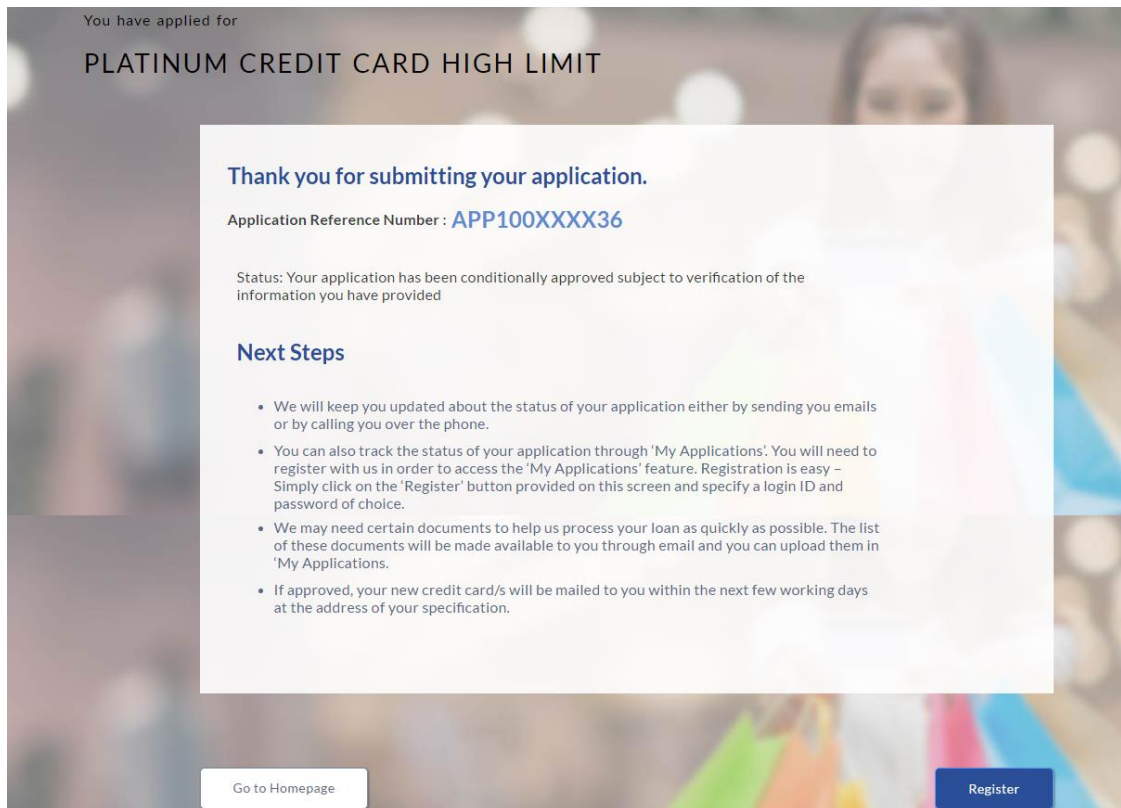 You have applied for
PLATINUM CREDIT CARD HIGH LIMIT
Thank you for submitting your application.
Application Reference Number : APP100XXXX36
Status: Your application has been conditionally approved subject to verification of the
information you have provided
Next Steps
• We will keep you updated about the status of your application either by sending you emails
or by calling you over the phone.
• You can also track the status of your application through ‘My Applications’. You will need to
register with us in order to access the ‘My Applications’ feature. Registration is easy –
Simply click on the ‘Register’ button provided on this screen and specify a login ID and
password of choice.
• We may need certain documents to help us process your loan as quickly as possible. The list
of these documents will be made available to you through email and you can upload them in
‘My Applications.
• If approved, your new credit card/s will be mailed to you within the next few working days
at the address of your specification.
Go to Homepage
Register